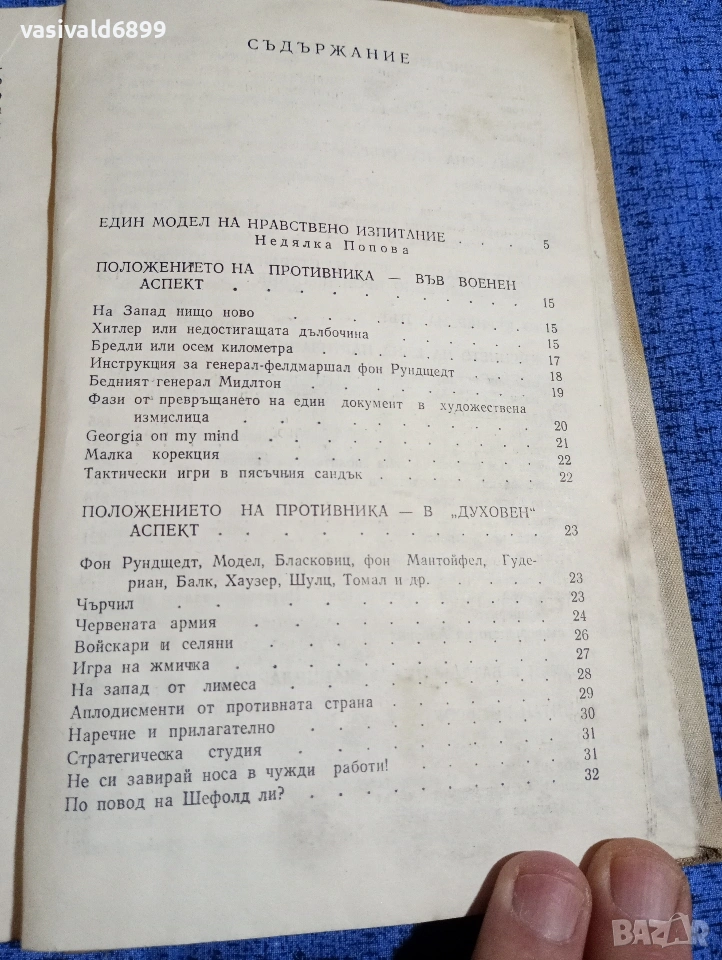 vasivald6899
СЪДЪРЖАНИЕ
ЕДИН МОДЕЛ НА НРАВСТВЕНО ИЗПИТАНИЕ . . . 5
Недялка Попова
ПОЛОЖЕНИЕТО НА ПРОТИВНИКА — ВЪВ ВОЕНЕН
АСПЕКТ . . . . . . . . . . 15
На Запад нищо ново . . . . . . . 15
Хитлер или недостигащата дълбочина . . . . 15
Бредли или осем километра . . . . . . 17
Инструкция за генерал-фелдмаршал фон Рундщедт . . 18
Бедният генерал Мидлтон . . . . . . 19
Фази от превръщането на един документ в художествена
измислица . . . . . . . . . 20
Georgia on my mind . . . . . . . . 21
Малка корекция . . . . . . . . 22
Тактически игри в пясъчния сандък . . . . . 22
ПОЛОЖЕНИЕТО НА ПРОТИВНИКА — В „ДУХОВЕН“
АСПЕКТ . . . . . . . . . . 23
Фон Рундщедт, Модел, Бласковиц, фон Мантойфел, Гуде-
риан, Балк, Хаузер, Шулц, Томал и др. . . . . 23
Чърчил . . . . . . . . . . 23
Червената армия . . . . . . . . 24
Войскари и селяни . . . . . . . . 26
Игра на жмичка . . . . . . . . 27
На запад от лимеса . . . . . . . . 28
Аплодисменти от противната страна . . . . . 29
Наречие и прилагателно . . . . . . . 30
Стратегическа студия . . . . . . . 31
Не си завирай носа в чужди работи! . . . . . 31
По повод на Шефолд ли? . . . . . . . 32
BAZAR